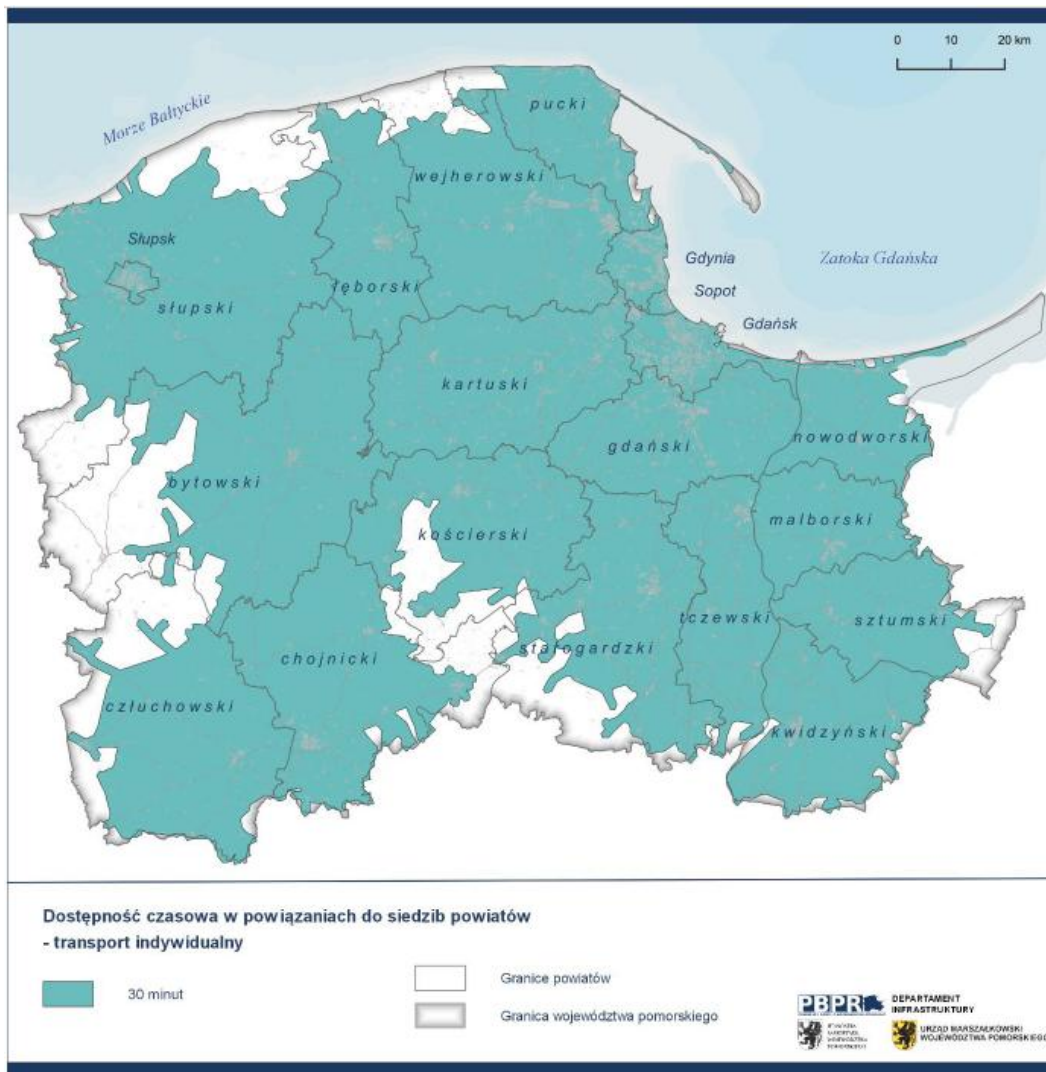 0 10 20 km
Morze Bałtyckie
pucki
wejherowski
Słupsk
Gdynia
Zatoka Gdańska
łęborski
Sopot
słupski
Gdańsk
kartuski
gdański
nowodworski
bytowski
kościerski
malborski
tczewski
sztumski
chojnicki
starogardzki
człuchowski
kwidzyński
Dostępność czasowa w powiązaniach do siedzib powiatów
- transport indywidualny
30 minut
Granice powiatów
Granica województwa pomorskiego
PBPR
DEPARTAMENT
INFRASTRUKTURY
URZĄD MARSZAŁKOWSKI
WOJEWÓDZTWA POMORSKIEGO